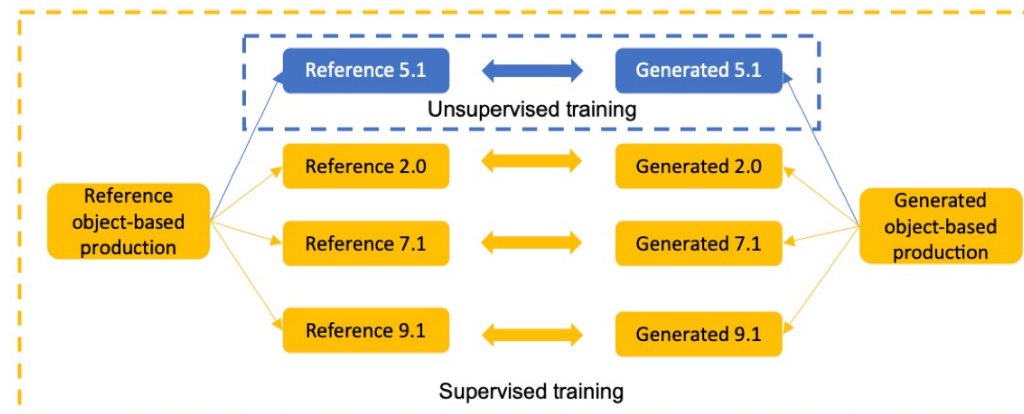 Reference 5.1
Generated 5.1
Unsupervised training
Reference 2.0
Generated 2.0
Reference
object-based
production
Generated
object-based
production
Reference 7.1
Generated 7.1
Reference 9.1
Generated 9.1
Supervised training